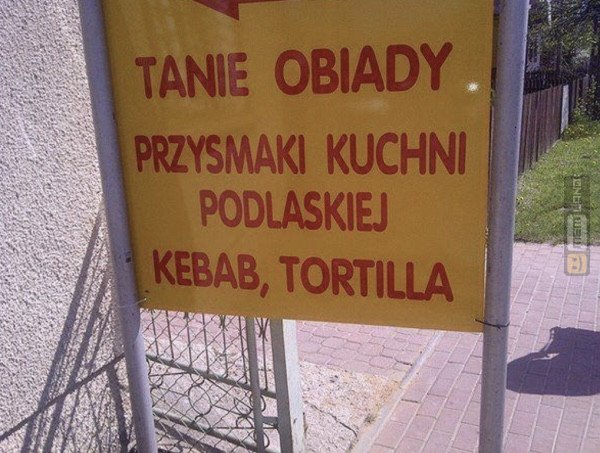 TANIE OBIADY
PRZYSMAKI KUCHNI
PODLASKIEJ
KEBAB, TORTILLA